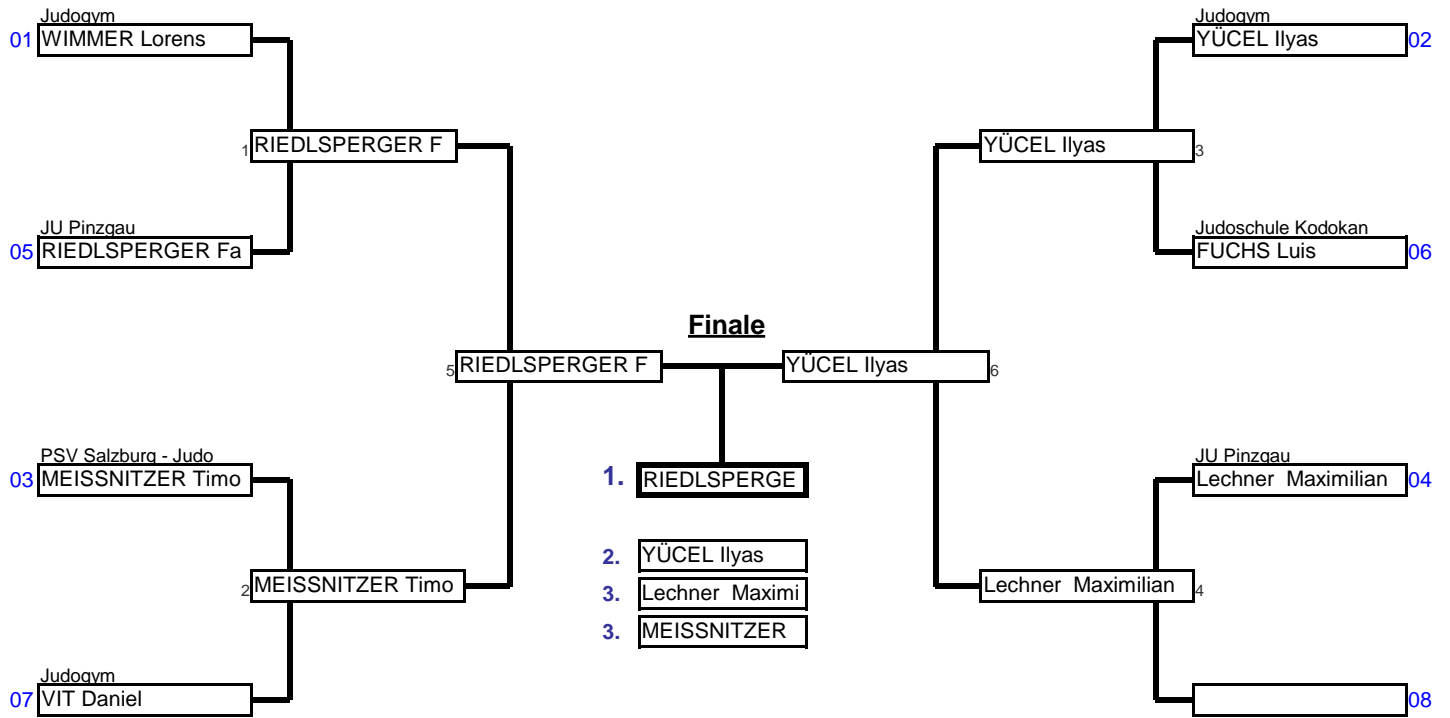 Judogym
01 WIMMER Lorens
1 RIEDLSPERGER F
JU Pinzgau
05 RIEDLSPERGER Fa
5 RIEDLSPERGER F
PSV Salzburg - Judo
03 MEISSNITZER Timo
2 MEISSNITZER Timo
Judogym
07 VIT Daniel
Finale
1. RIEDLSPERGE
2. YÜCEL Ilyas
3. Lechner Maximi
3. MEISSNITZER
Judogym
YÜCEL Ilyas 02
YÜCEL Ilyas 3
Judoschule Kodokan
FUCHS Luis 06
YÜCEL Ilyas 6
JU Pinzgau
Lechner Maximilian 04
Lechner Maximilian 4
08